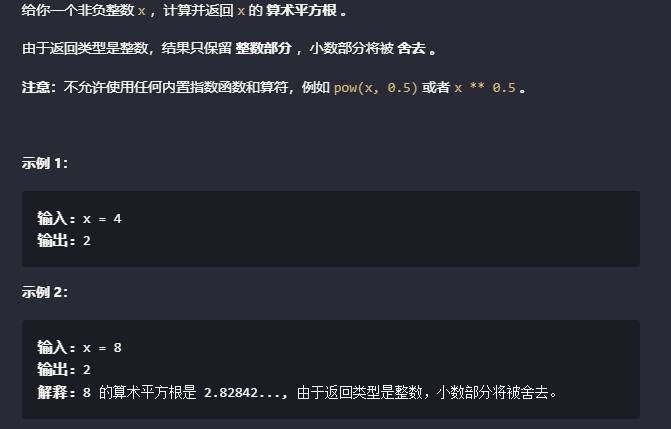 给你一个非负整数 x ，计算并返回 x 的 算术平方根 。
由于返回类型是整数，结果只保留 整数部分 ，小数部分将被 舍去 。
注意：不允许使用任何内置指数函数和算符，例如 pow(x, 0.5) 或者 x ** 0.5 。
示例 1：
输入：x = 4
输出：2
示例 2：
输入：x = 8
输出：2
解释：8 的算术平方根是 2.82842..., 由于返回类型是整数，小数部分将被舍去。